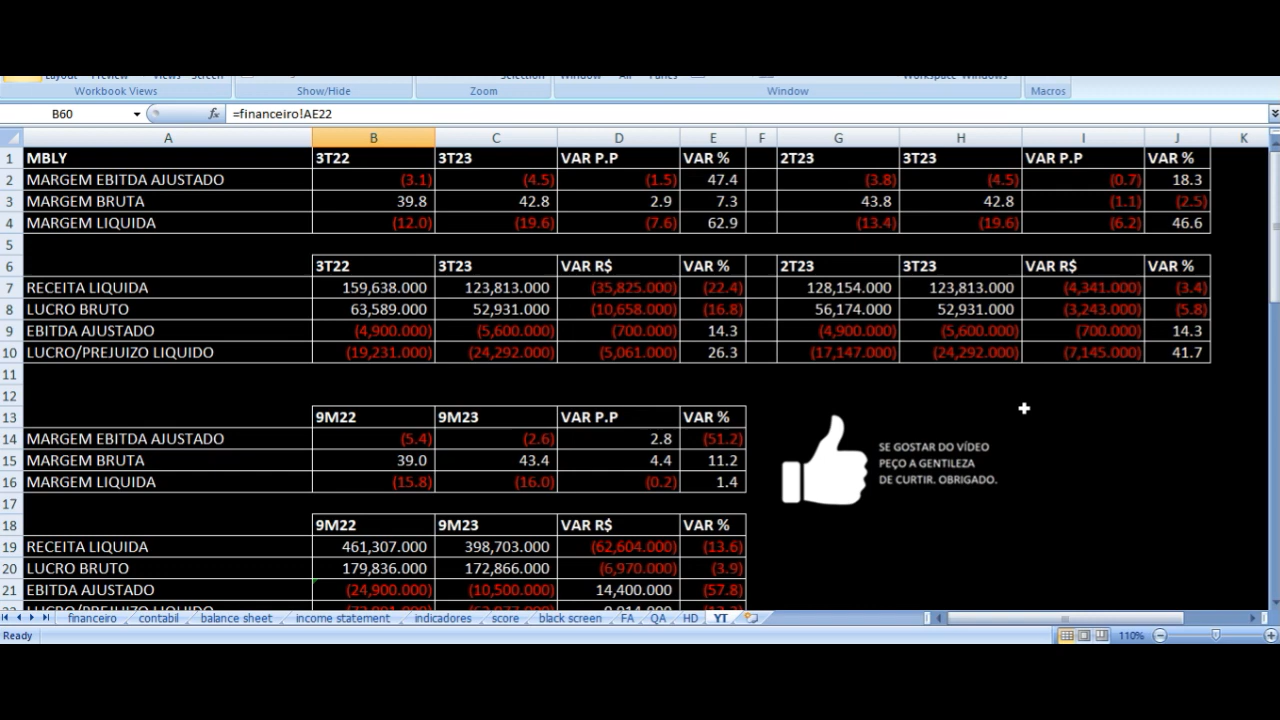 Workbook Views Show/Hide Zoom Window Macros
B60 fx =financeiro!AE22
A B C D E F G H I J K
1 MBLY 3T22 3T23 VAR P.P VAR % 2T23 3T23 VAR P.P VAR %
2 MARGEM EBITDA AJUSTADO (3.1) (4.5) (1.5) 47.4 (3.8) (4.5) (0.7) 18.3
3 MARGEM BRUTA 39.8 42.8 2.9 7.3 43.8 42.8 (1.1) (2.5)
4 MARGEM LIQUIDA (12.0) (19.6) (7.6) 62.9 (13.4) (19.6) (6.2) 46.6
5
6 3T22 3T23 VAR R$ VAR % 2T23 3T23 VAR R$ VAR %
7 RECEITA LIQUIDA 159,638.000 123,813.000 (35,825.000) (22.4) 128,154.000 123,813.000 (4,341.000) (3.4)
8 LUCRO BRUTO 63,589.000 52,931.000 (10,658.000) (16.8) 56,174.000 52,931.000 (3,243.000) (5.8)
9 EBITDA AJUSTADO (4,900.000) (5,600.000) (700.000) 14.3 (4,900.000) (5,600.000) (700.000) 14.3
10 LUCRO/PREJUIZO LIQUIDO (19,231.000) (24,292.000) (5,061.000) 26.3 (17,147.000) (24,292.000) (7,145.000) 41.7
11
12
13 9M22 9M23 VAR P.P VAR %
14 MARGEM EBITDA AJUSTADO (5.4) (2.6) 2.8 (51.2)
15 MARGEM BRUTA 39.0 43.4 4.4 11.2
16 MARGEM LIQUIDA (15.8) (16.0) (0.2) 1.4
SE GOSTAR DO VÍDEO
PEÇO A GENTILEZA
DE CURTIR. OBRIGADO.
17
18 9M22 9M23 VAR R$ VAR %
19 RECEITA LIQUIDA 461,307.000 398,703.000 (62,604.000) (13.6)
20 LUCRO BRUTO 179,836.000 172,866.000 (6,970.000) (3.9)
21 EBITDA AJUSTADO (24,900.000) (10,500.000) 14,400.000 (57.8)
LUCRO/PREJUIZO LIQUIDO
financeiro contabil balance sheet income statement indicadores score black screen FA QA HD YT
Ready 110%